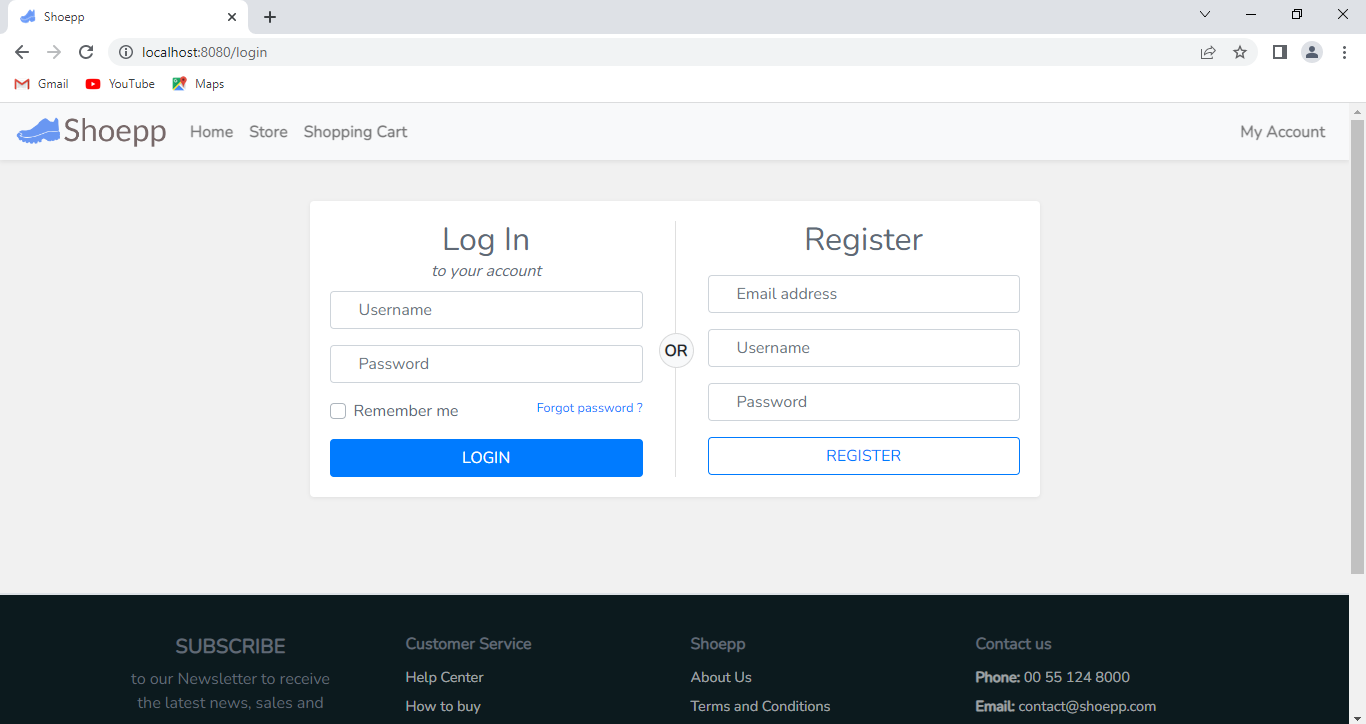 Shoepp
localhost:8080/login
Gmail YouTube Maps
Shoepp Home Store Shopping Cart My Account
Log In
to your account
Username
Password
Remember me Forgot password ?
LOGIN
OR
Register
Email address
Username
Password
REGISTER
SUBSCRIBE
to our Newsletter to receive
the latest news, sales and
Customer Service
Help Center
How to buy
Shoepp
About Us
Terms and Conditions
Contact us
Phone: 00 55 124 8000
Email: contact@shoepp.com